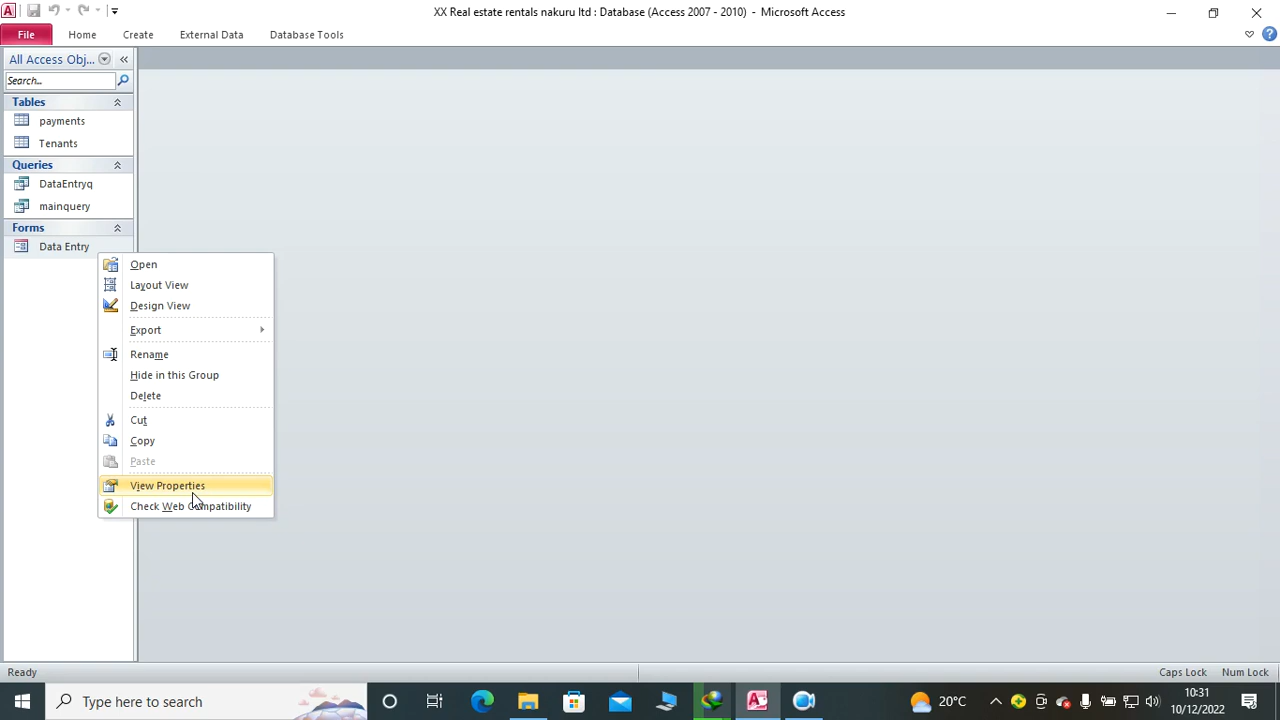 XX Real estate rentals nakuru ltd : Database (Access 2007 - 2010) - Microsoft Access
File Home Create External Data Database Tools
All Access Obj...
Search...
Tables
payments
Tenants
Queries
DataEntryq
mainquery
Forms
Data Entry
Open
Layout View
Design View
Export
Rename
Hide in this Group
Delete
Cut
Copy
Paste
View Properties
Check Web Compatibility
Ready
Caps Lock Num Lock
Type here to search
20°C
10:31
10/12/2022